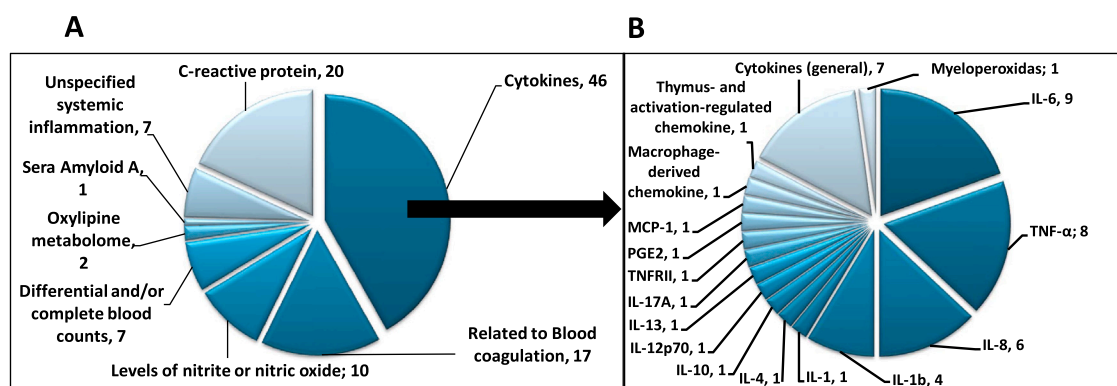 A
C-reactive protein, 20
Cytokines, 46
Unspecified
systemic
inflammation, 7
Sera Amyloid A,
1
Oxylipine
metabolome,
2
Differential and/or
complete blood
counts, 7
Levels of nitrite or nitric oxide; 10
Related to Blood
coagulation, 17
B
Cytokines (general), 7
Myeloperoxidas; 1
IL-6, 9
Thymus- and
activation-regulated
chemokine, 1
Macrophage-
derived
chemokine, 1
MCP-1, 1
PGE2, 1
TNFRII, 1
IL-17A, 1
IL-13, 1
IL-12p70, 1
IL-10, 1
IL-4, 1
IL-1, 1
IL-1b, 4
IL-8, 6
TNF-α; 8